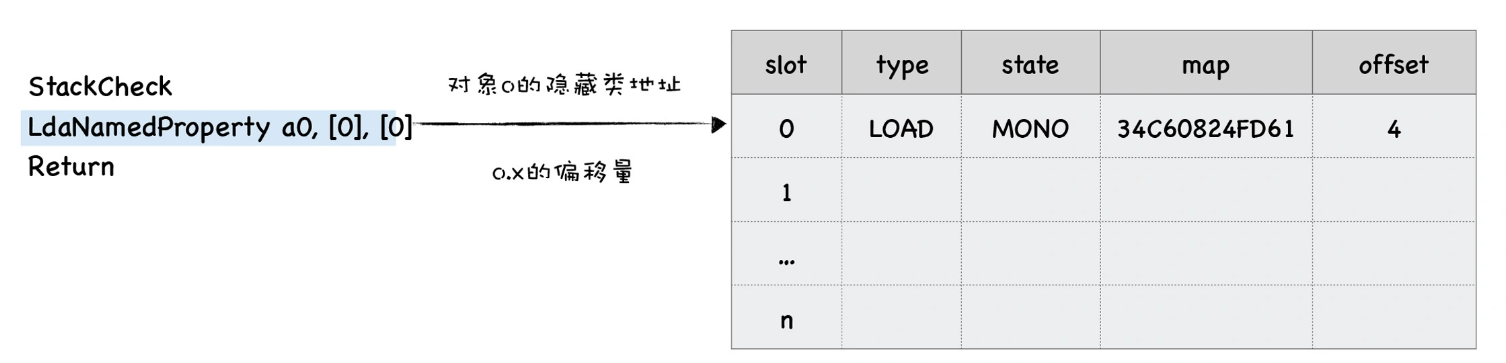 StackCheck
LdaNamedProperty a0, [0], [0]
Return
对象o的隐藏类地址
o.x的偏移量
slot type state map offset
0 LOAD MONO 34C60824FD61 4
1
...
n